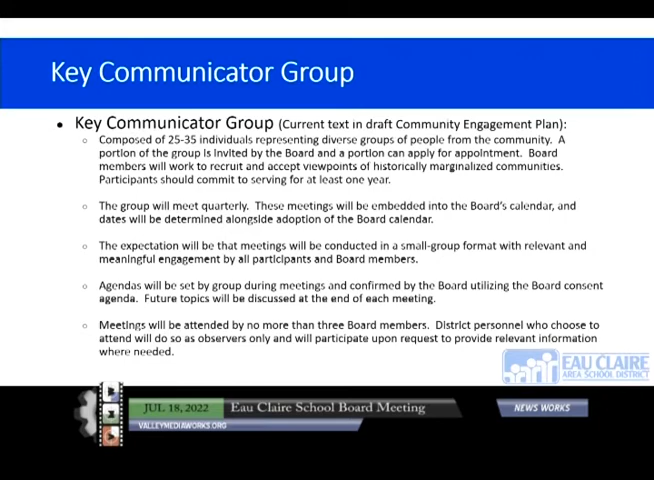 Key Communicator Group
• Key Communicator Group (Current text in draft Community Engagement Plan):
○ Composed of 25-35 individuals representing diverse groups of people from the community. A
portion of the group is invited by the Board and a portion can apply for appointment. Board
members will work to recruit and accept viewpoints of historically marginalized communities.
Participants should commit to serving for at least one year.
○ The group will meet quarterly. These meetings will be embedded into the Board's calendar, and
dates will be determined alongside adoption of the Board calendar.
○ The expectation will be that meetings will be conducted in a small-group format with relevant and
meaningful engagement by all participants and Board members.
○ Agendas will be set by group during meetings and confirmed by the Board utilizing the Board consent
agenda. Future topics will be discussed at the end of each meeting.
○ Meetings will be attended by no more than three Board members. District personnel who choose to
attend will do so as observers only and will participate upon request to provide relevant information
where needed.
EAU CLAIRE
AREA SCHOOL DISTRICT
JUL 18, 2022 Eau Claire School Board Meeting NEWS WORKS
VALLEYMEDIAWORKS.ORG